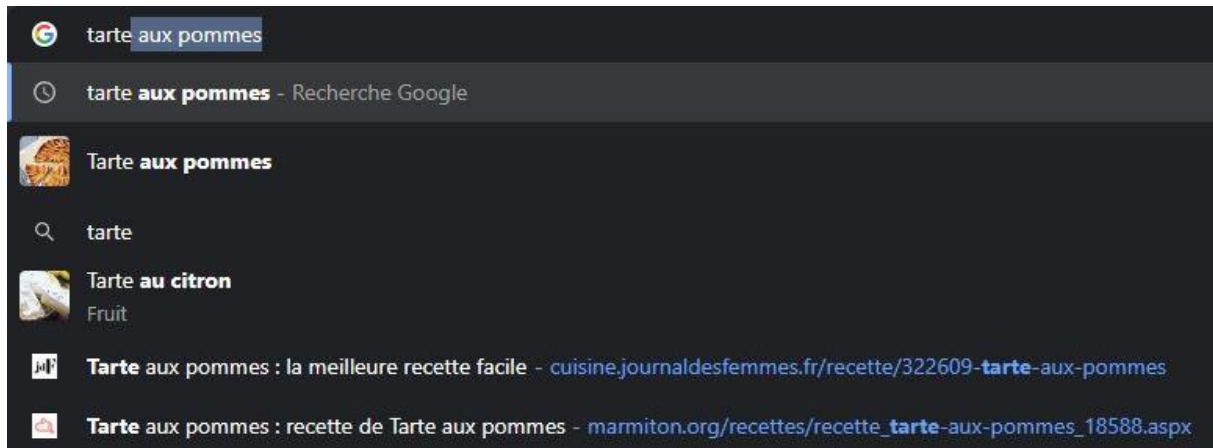 tarte aux pommes
tarte aux pommes - Recherche Google
Tarte aux pommes
tarte
Tarte au citron
Fruit
Tarte aux pommes : la meilleure recette facile - cuisine.journaldesfemmes.fr/recette/322609-tarte-aux-pommes
Tarte aux pommes : recette de Tarte aux pommes - marmiton.org/recettes/recette_tarte-aux-pommes_18588.aspx